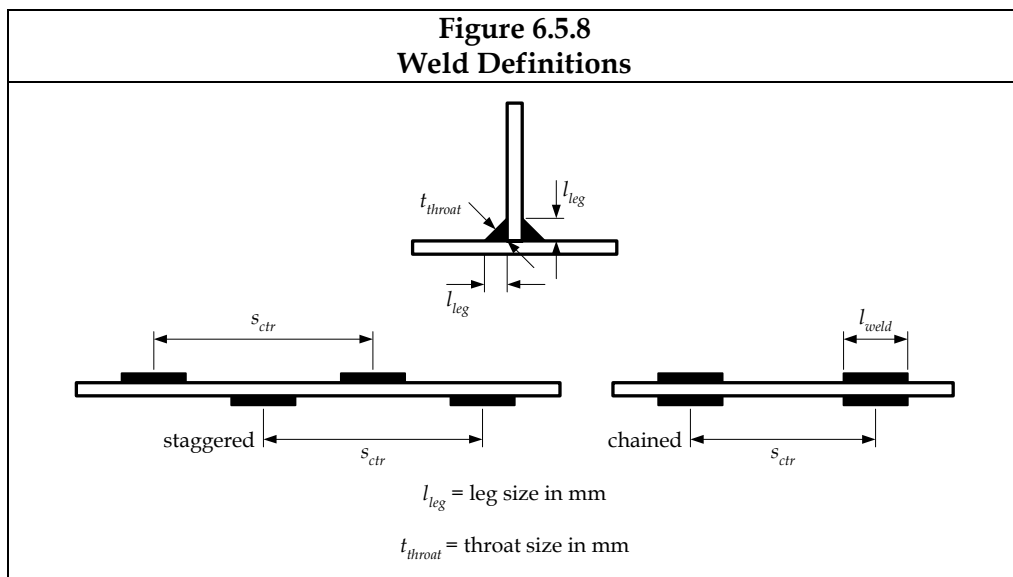 Figure 6.5.8
Weld Definitions
t_throat
l_leg
l_leg
s_ctr
l_weld
staggered
s_ctr
chained
s_ctr
l_leg = leg size in mm
t_throat = throat size in mm